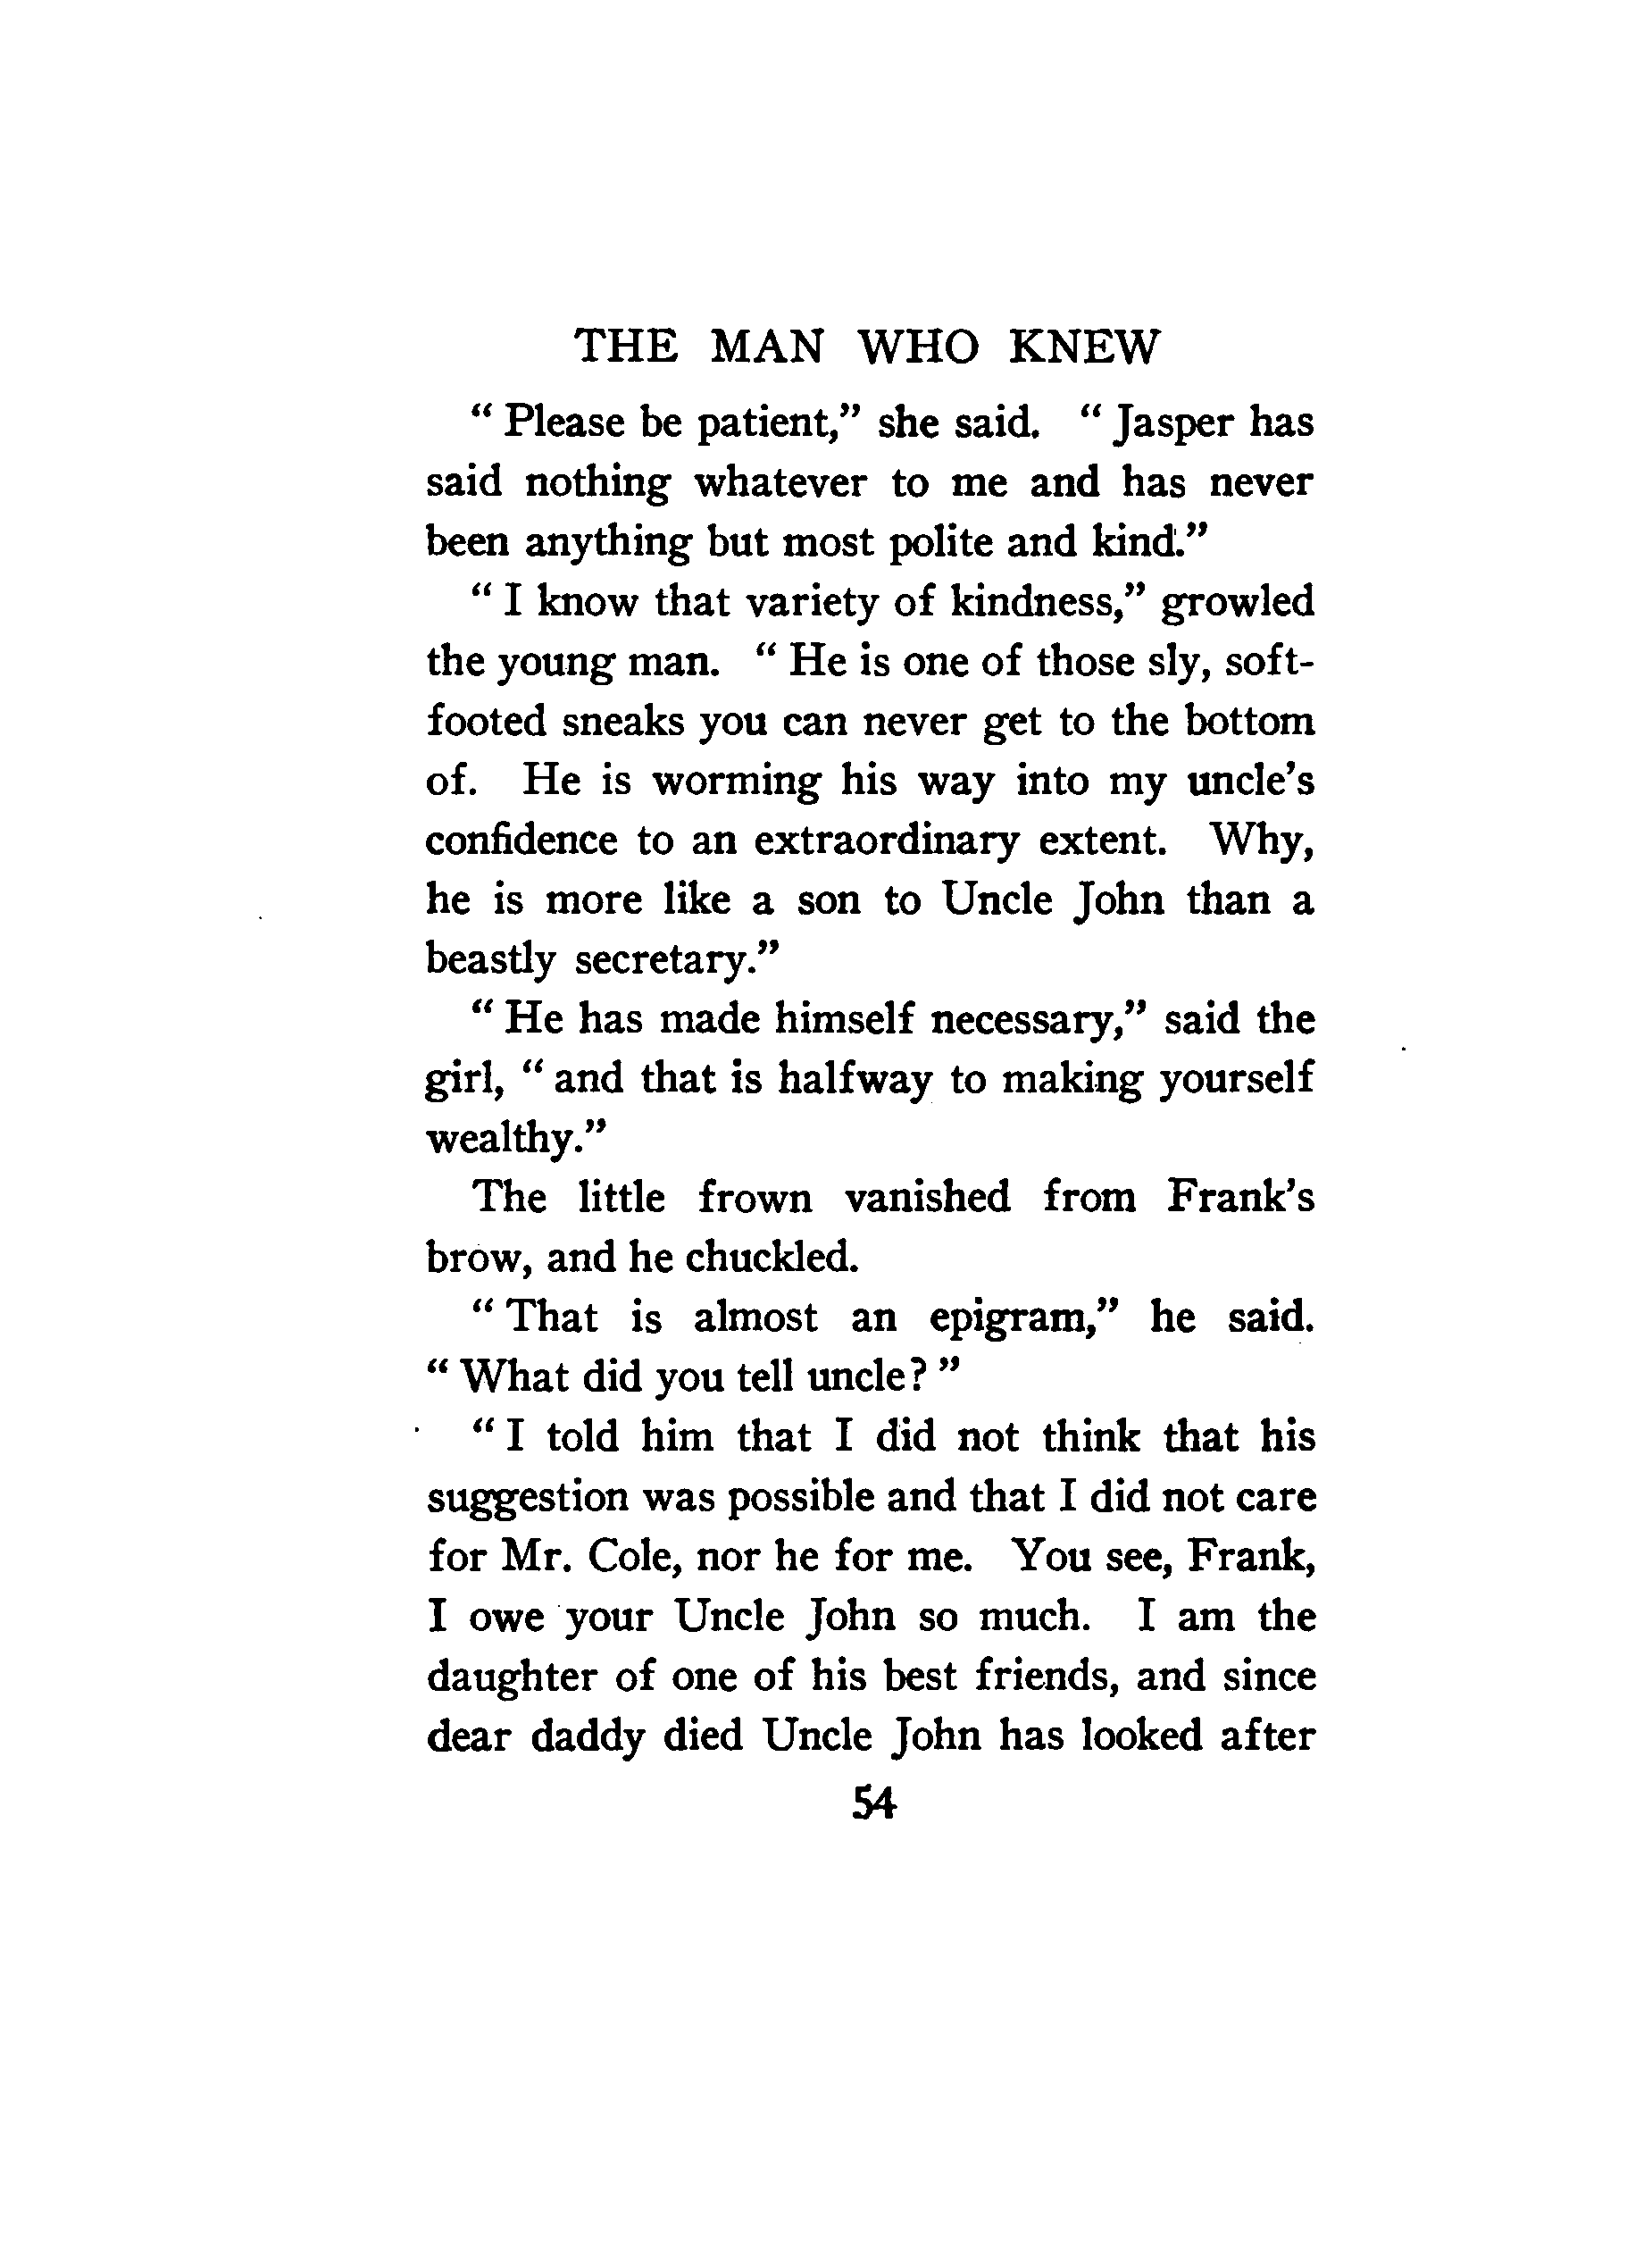 THE MAN WHO KNEW
“ Please be patient,” she said. “ Jasper has
said nothing whatever to me and has never
been anything but most polite and kind.”
“ I know that variety of kindness,” growled
the young man. “ He is one of those sly, soft-
footed sneaks you can never get to the bottom
of. He is worming his way into my uncle’s
confidence to an extraordinary extent. Why,
he is more like a son to Uncle John than a
beastly secretary.”
“ He has made himself necessary,” said the
girl, “ and that is halfway to making yourself
wealthy.”
The little frown vanished from Frank’s
brow, and he chuckled.
“ That is almost an epigram,” he said.
“ What did you tell uncle? ”
“ I told him that I did not think that his
suggestion was possible and that I did not care
for Mr. Cole, nor he for me. You see, Frank,
I owe your Uncle John so much. I am the
daughter of one of his best friends, and since
dear daddy died Uncle John has looked after
54